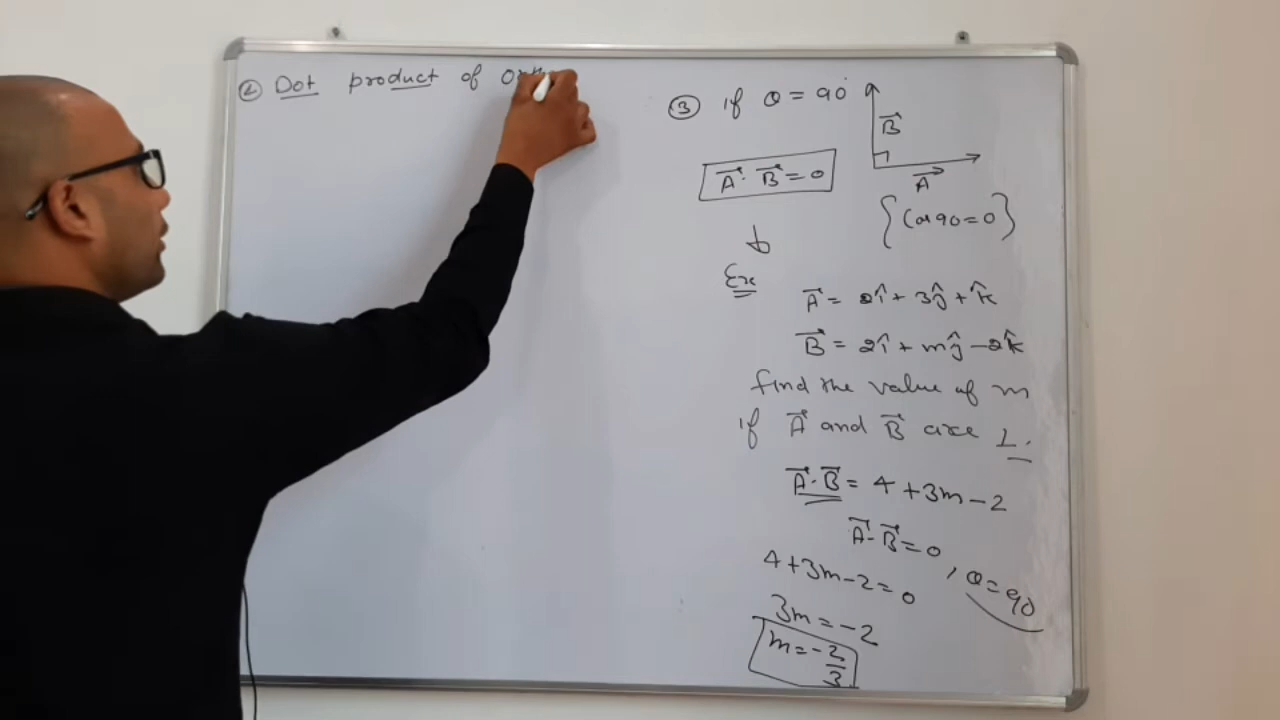 ② Dot product of
③ if θ = 90°
B⃗
A⃗ · B⃗ = 0
A⃗
{Cos 90 = 0}
Ex
A⃗ = 2î + 3ĵ + k̂
B⃗ = 2î + mĵ - 2k̂
find the value of m
if A⃗ and B⃗ are ⊥.
A⃗ · B⃗ = 4 + 3m - 2
A⃗ · B⃗ = 0, θ = 90
4 + 3m - 2 = 0
3m = -2
m = -2/3